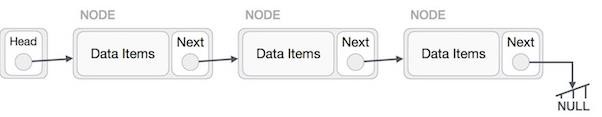 NODE NODE NODE
Head Data Items Next Data Items Next Data Items Next
NULL